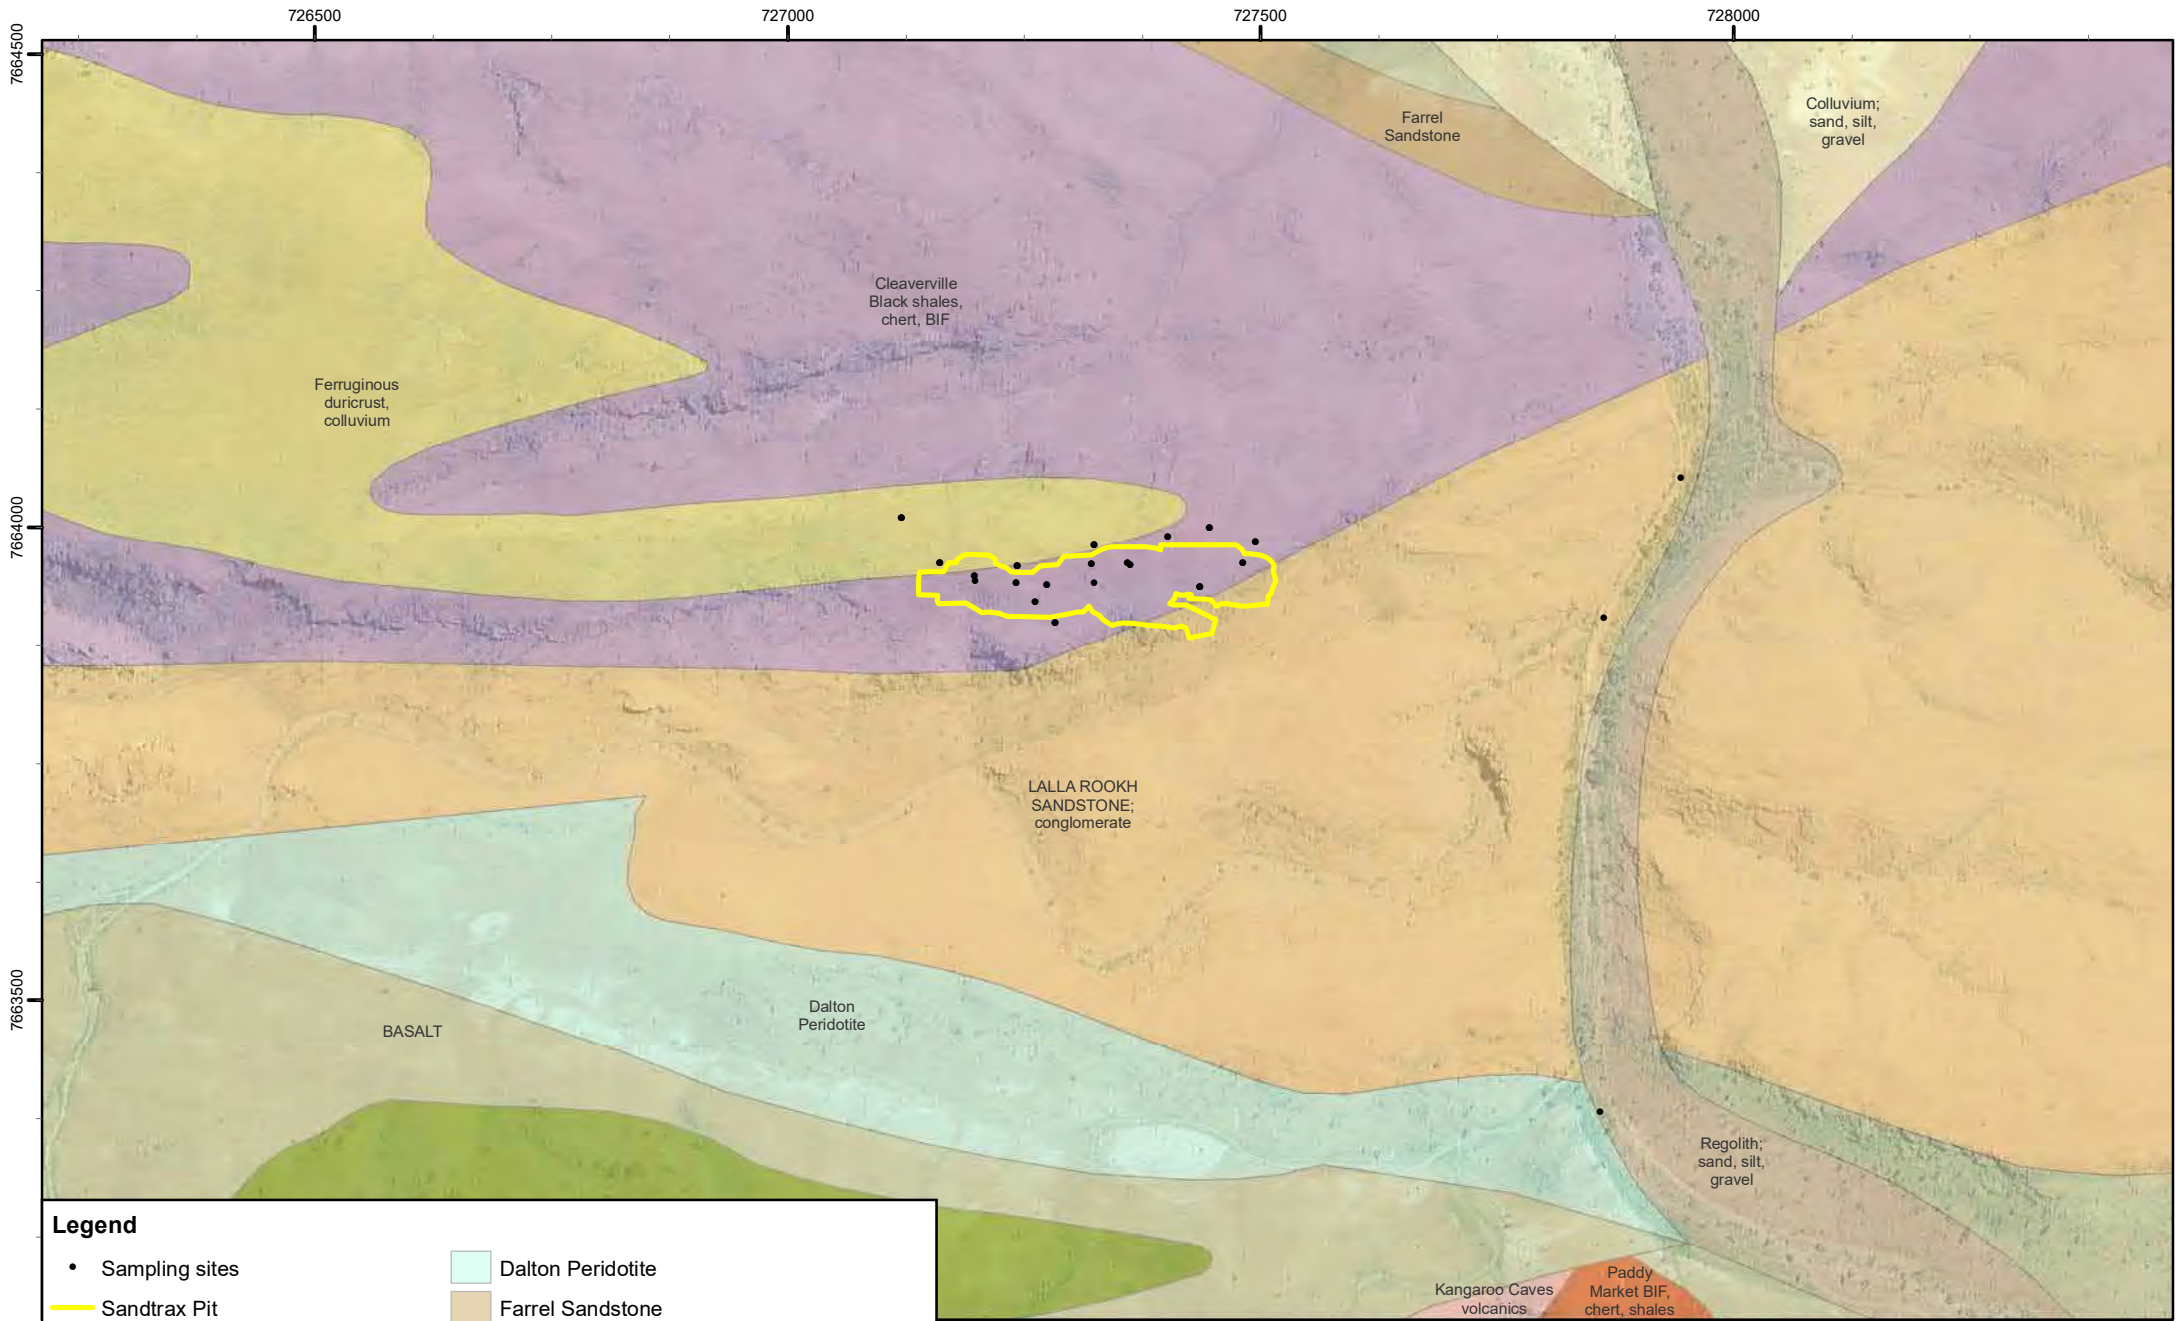 726500
727000
727500
728000
7664500
7664000
7663500
Farrel
Sandstone
Colluvium;
sand, silt,
gravel
Cleaverville
Black shales,
chert, BIF
Ferruginous
duricrust,
colluvium
LALLA ROOKH
SANDSTONE;
conglomerate
Dalton
Peridotite
BASALT
Regolith;
sand, silt,
gravel
Kangaroo Caves
volcanics
Paddy
Market BIF,
chert, shales
Legend
Sampling sites
Dalton Peridotite
Sandtrax Pit
Farrel Sandstone